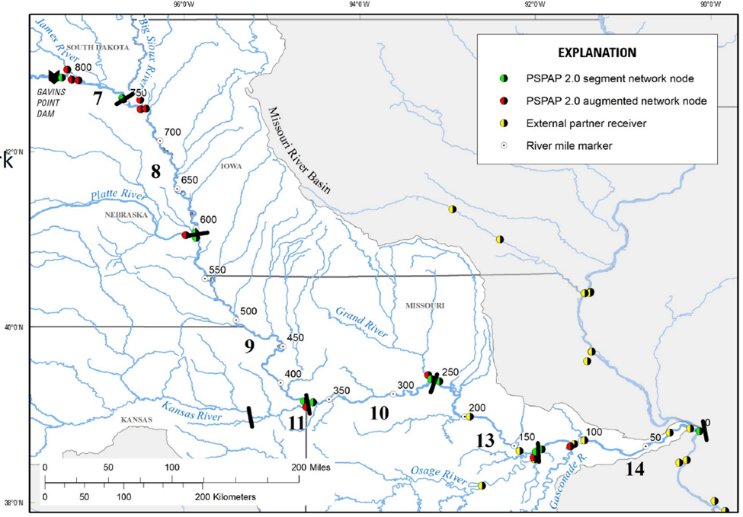 96°0'W
94°0'W
92°0'W
90°0'W
James River
SOUTH DAKOTA
Big Sioux River
800
GAVINS
POINT
DAM
7
750
EXPLANATION
PSPAP 2.0 segment network node
PSPAP 2.0 augmented network node
External partner receiver
River mile marker
Missouri River Basin
700
rk
IOWA
8
650
Platte River
NEBRASKA
600
550
500
MISSOURI
Grand River
40°0'N
450
9
400
350
300
250
10
Kansas River
11
200
KANSAS
13
150
100
50
0
Osage River
Gasconade R.
14
0 50 100 200 Miles
0 50 100 200 Kilometers
38°0'N